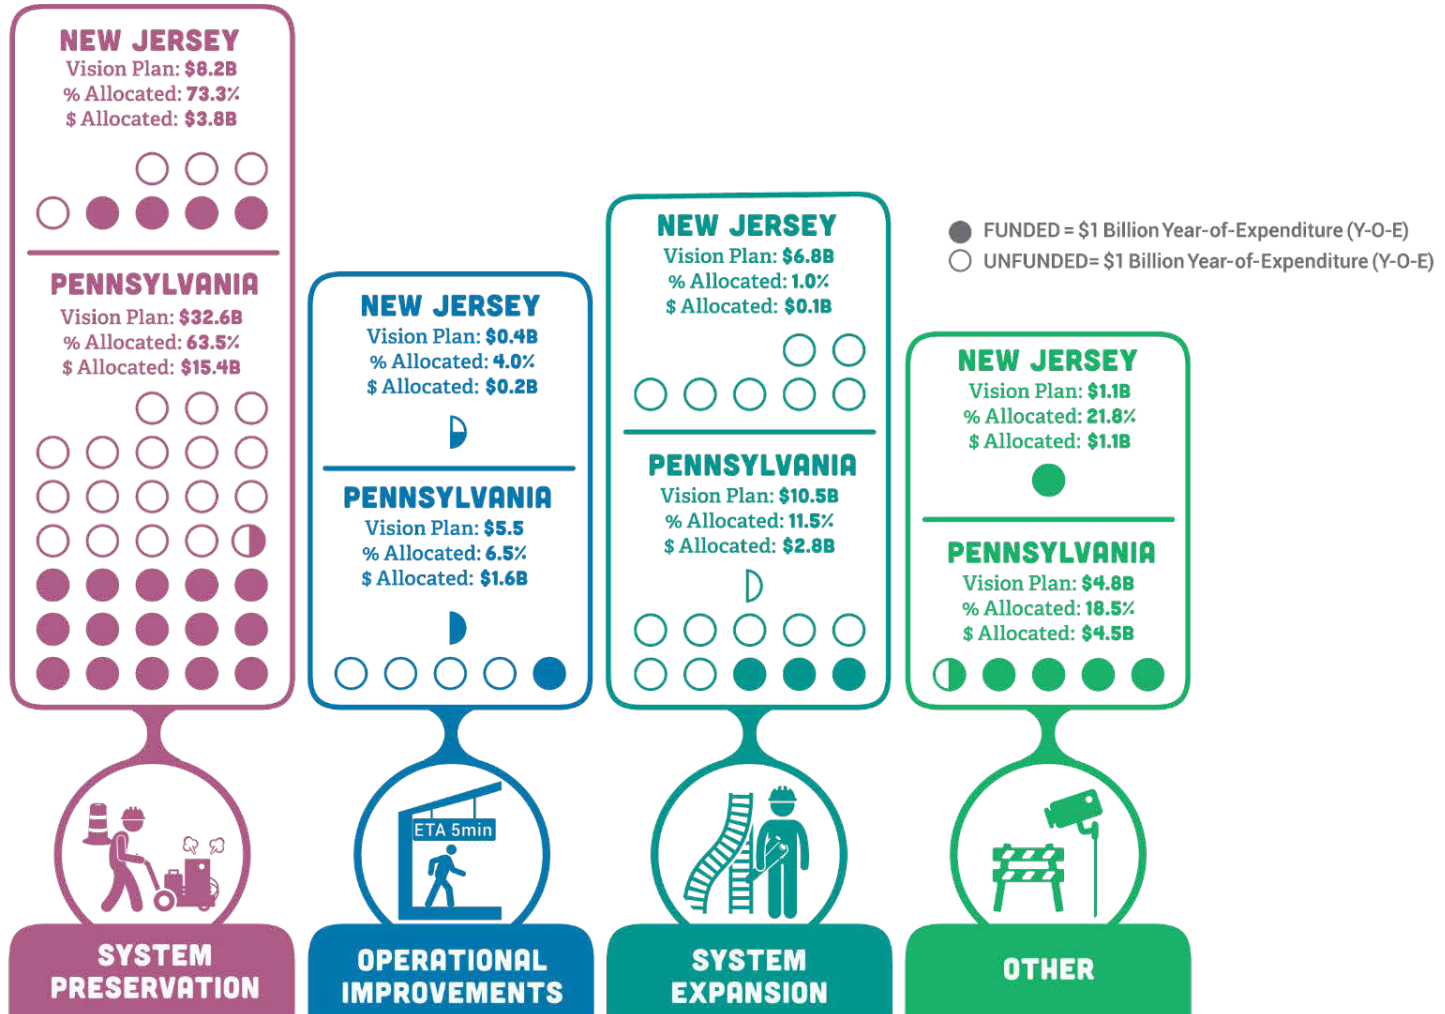 NEW JERSEY
Vision Plan: $8.2B
% Allocated: 73.3%
$ Allocated: $3.8B
PENNSYLVANIA
Vision Plan: $32.6B
% Allocated: 63.5%
$ Allocated: $15.4B
SYSTEM
PRESERVATION
NEW JERSEY
Vision Plan: $0.4B
% Allocated: 4.0%
$ Allocated: $0.2B
PENNSYLVANIA
Vision Plan: $5.5
% Allocated: 6.5%
$ Allocated: $1.6B
ETA 5min
OPERATIONAL
IMPROVEMENTS
NEW JERSEY
Vision Plan: $6.8B
% Allocated: 1.0%
$ Allocated: $0.1B
PENNSYLVANIA
Vision Plan: $10.5B
% Allocated: 11.5%
$ Allocated: $2.8B
SYSTEM
EXPANSION
NEW JERSEY
Vision Plan: $1.1B
% Allocated: 21.8%
$ Allocated: $1.1B
PENNSYLVANIA
Vision Plan: $4.8B
% Allocated: 18.5%
$ Allocated: $4.5B
OTHER
FUNDED = $1 Billion Year-of-Expenditure (Y-O-E)
UNFUNDED= $1 Billion Year-of-Expenditure (Y-O-E)